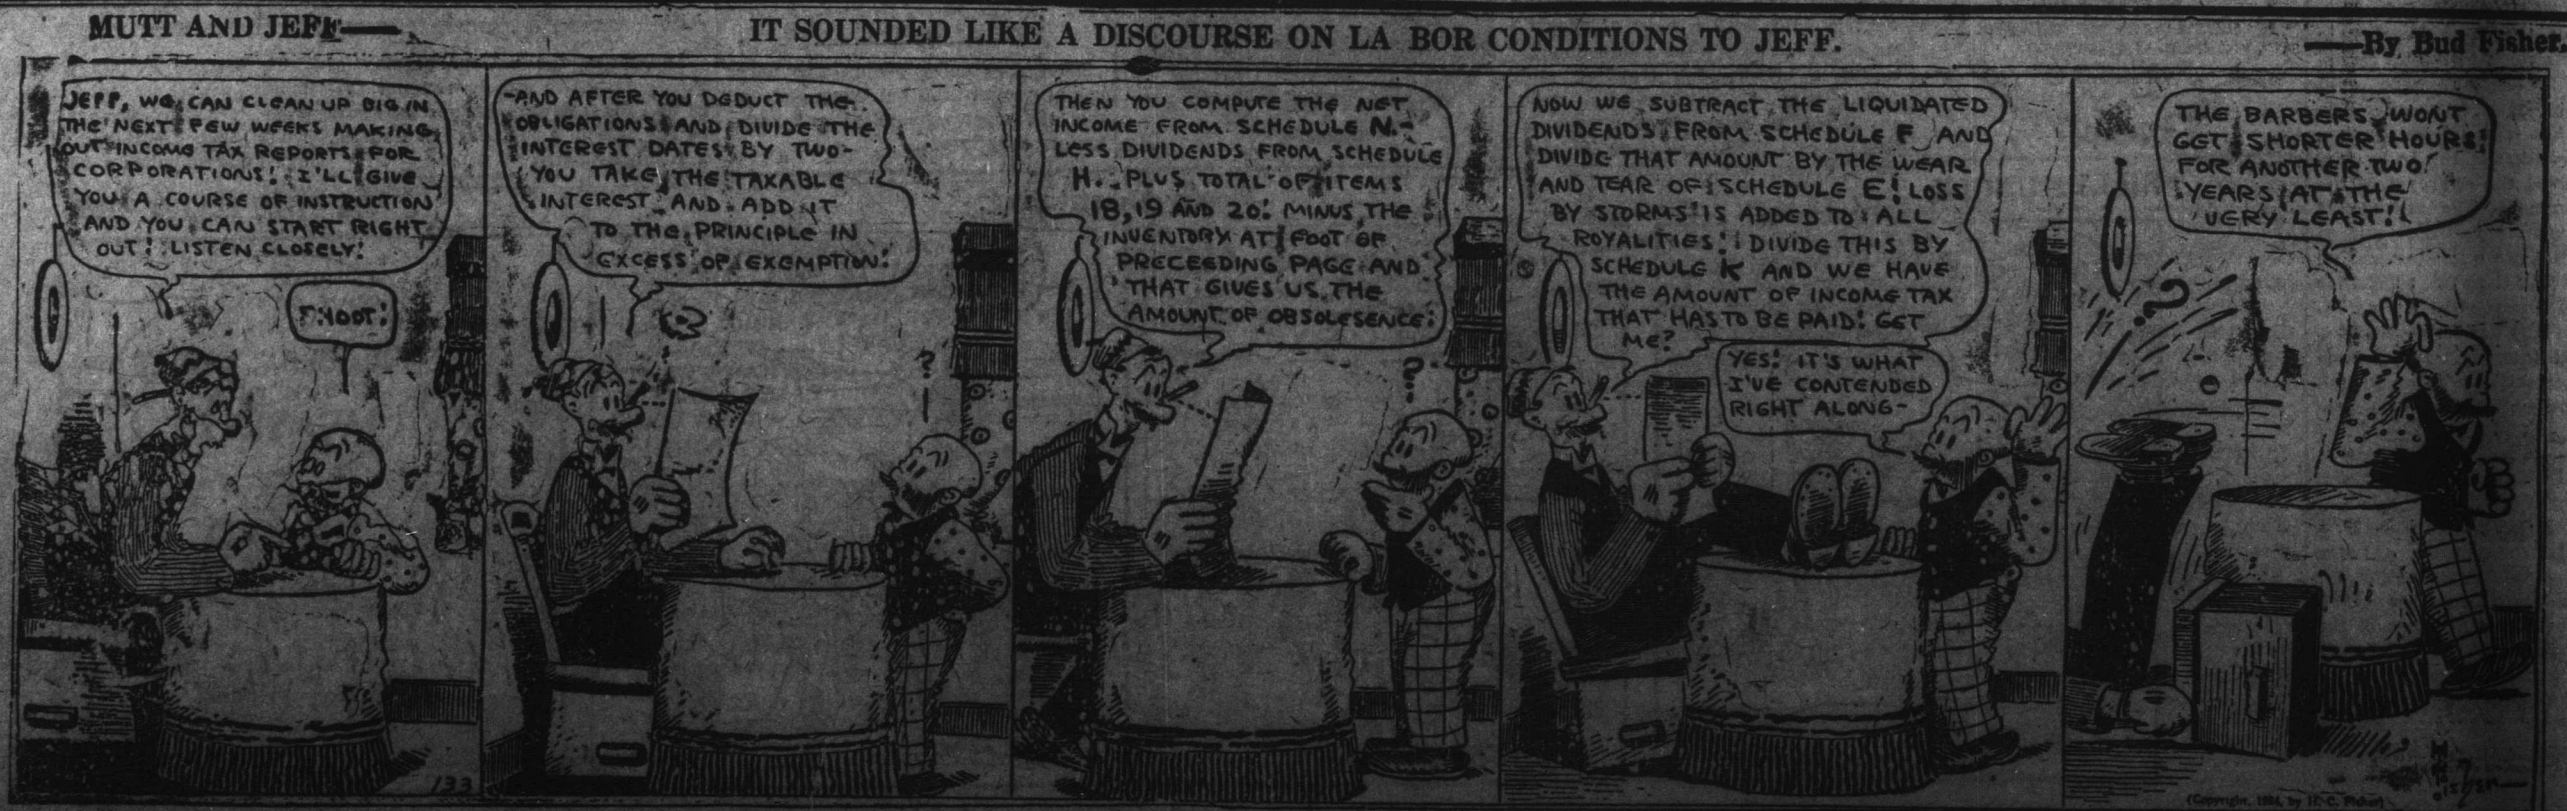 MUTT AND JEFF—
IT SOUNDED LIKE A DISCOURSE ON LA BOR CONDITIONS TO JEFF.
—By Bud Fisher.
JEFF, WE CAN CLEAN UP BIG IN
THE NEXT FEW WEEKS MAKING
OUT INCOME TAX REPORTS FOR
CORPORATIONS! I'LL GIVE
YOU A COURSE OF INSTRUCTION
AND YOU CAN START RIGHT
OUT! LISTEN CLOSELY!
SHOOT!
133
-AND AFTER YOU DEDUCT THE
OBLIGATIONS AND DIVIDE THE
INTEREST DATES BY TWO-
YOU TAKE THE TAXABLE
INTEREST AND ADD IT
TO THE PRINCIPLE IN
EXCESS OF EXEMPTION!
?
THEN YOU COMPUTE THE NET
INCOME FROM SCHEDULE N.-
LESS DIVIDENDS FROM SCHEDULE
H. PLUS TOTAL OF ITEMS
18, 19 AND 20! MINUS THE
INVENTORY AT FOOT OF
PRECEEDING PAGE AND
THAT GIVES US THE
AMOUNT OF OBSOLESENCE!
?
NOW WE SUBTRACT THE LIQUIDATED
DIVIDENDS FROM SCHEDULE F AND
DIVIDE THAT AMOUNT BY THE WEAR
AND TEAR OF SCHEDULE E! LOSS
BY STORMS IS ADDED TO ALL
ROYALITIES! DIVIDE THIS BY
SCHEDULE K AND WE HAVE
THE AMOUNT OF INCOME TAX
THAT HAS TO BE PAID! GET
ME?
YES! IT'S WHAT
I'VE CONTENDED
RIGHT ALONG-
THE BARBERS WONT
GET SHORTER HOURS
FOR ANOTHER TWO
YEARS AT THE
VERY LEAST!
?
(Copyright, 1924, by H. C. Fisher)